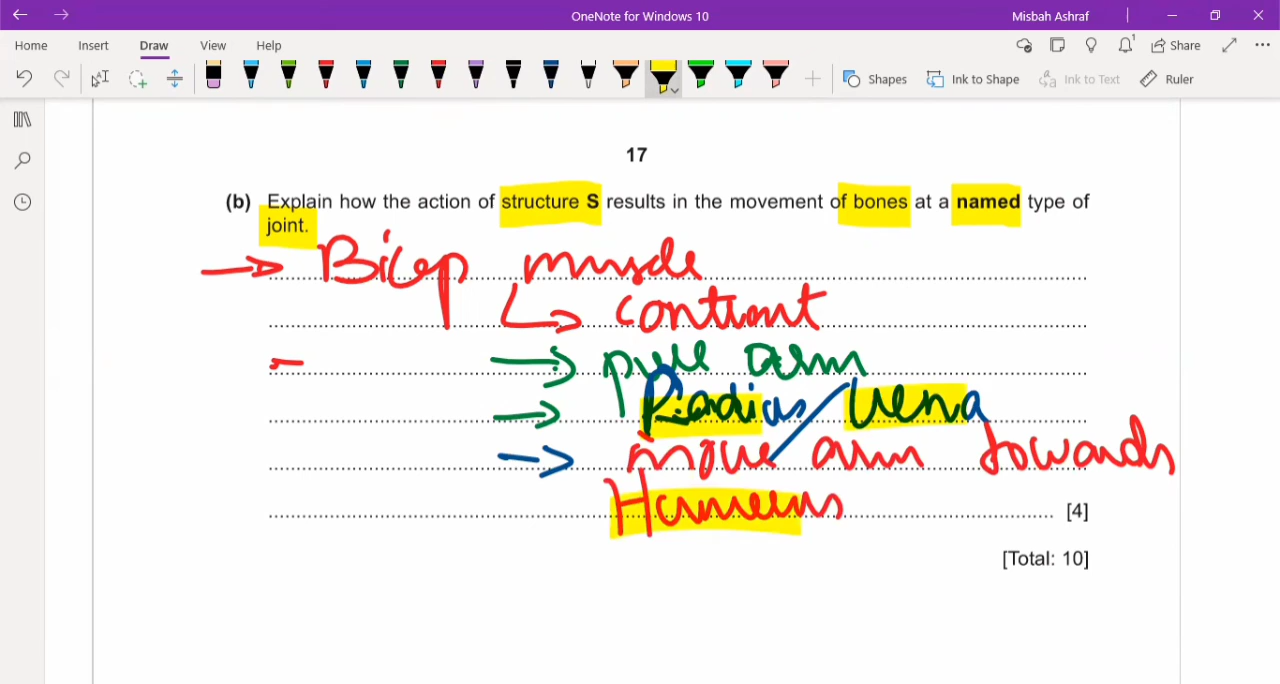 OneNote for Windows 10
Misbah Ashraf
Home Insert Draw View Help
Share
Shapes Ink to Shape Ink to Text Ruler
17
(b) Explain how the action of structure S results in the movement of bones at a named type of
joint.
Bicep muscle
contract
pull arm
Radius / Ulna
move arm towards
Humerus
[4]
[Total: 10]